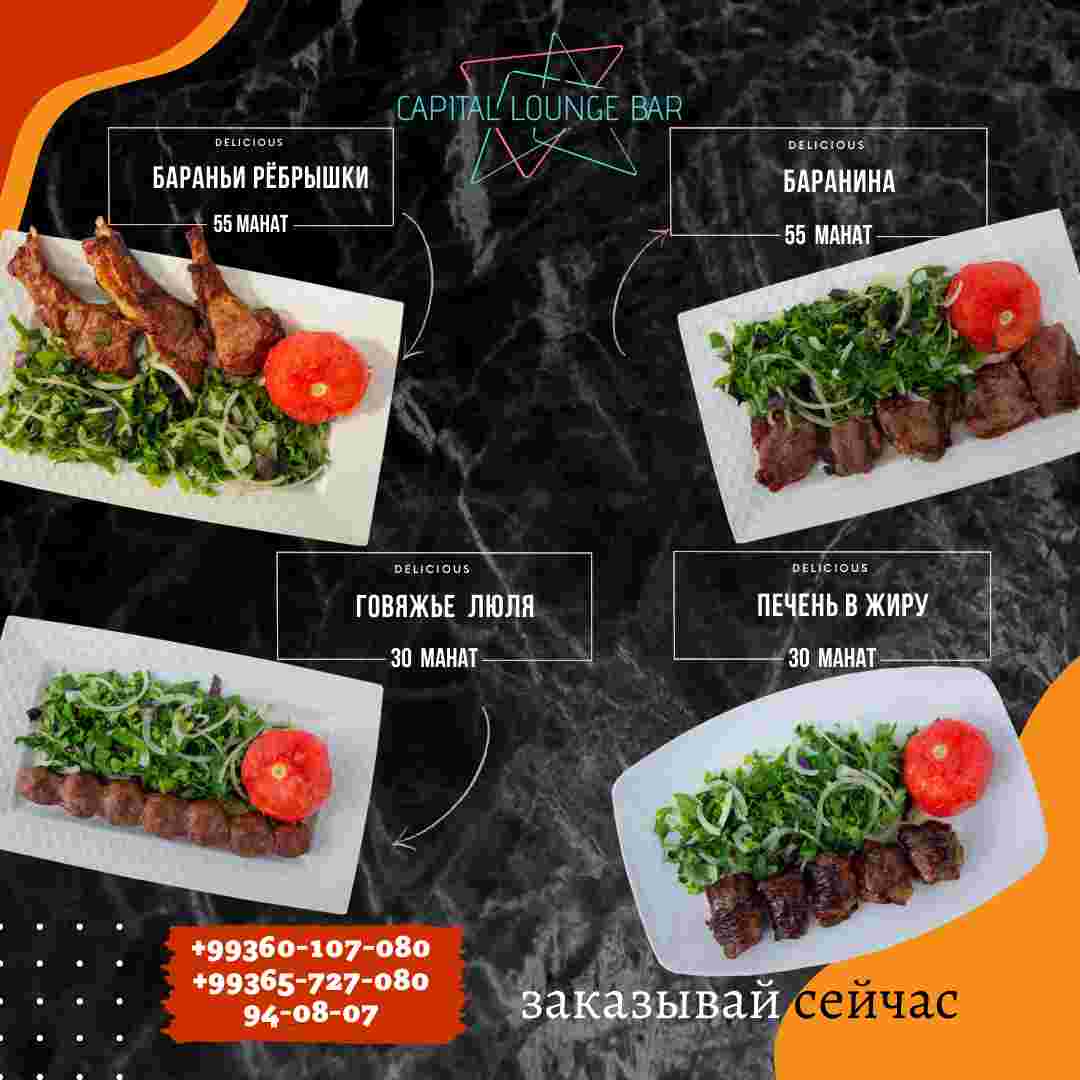 CAPITAL LOUNGE BAR
DELICIOUS
БАРАНЬИ РЁБРЫШКИ
55 МАНАТ
DELICIOUS
БАРАНИНА
55 МАНАТ
DELICIOUS
ГОВЯЖЬЕ ЛЮЛЯ
30 МАНАТ
DELICIOUS
ПЕЧЕНЬ В ЖИРУ
30 МАНАТ
+99360-107-080
+99365-727-080
94-08-07
заказывай сейчас